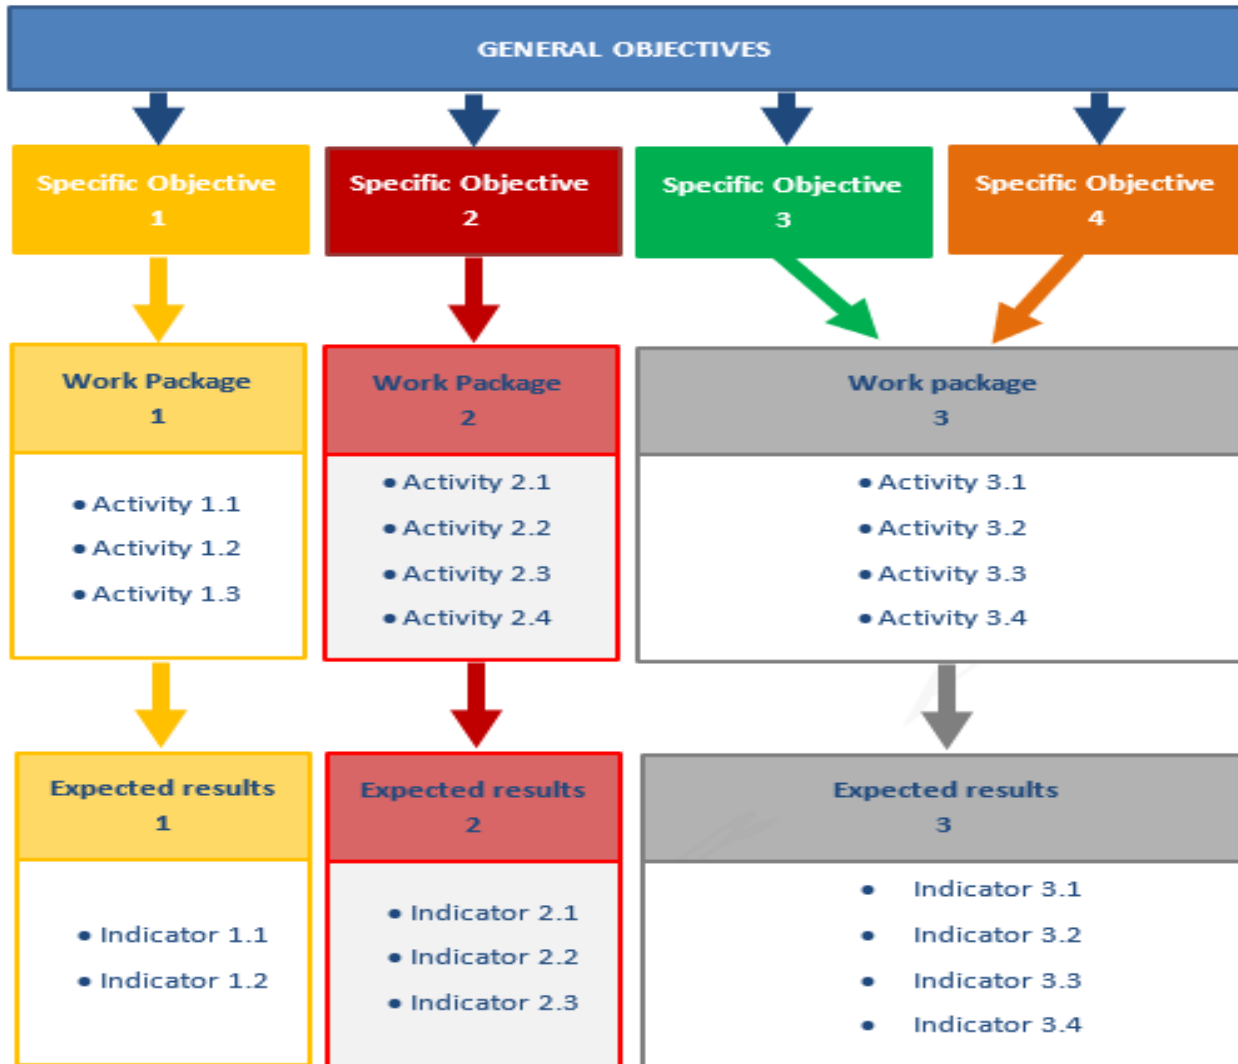 GENERAL OBJECTIVES
Specific Objective
1
Specific Objective
2
Specific Objective
3
Specific Objective
4
Work Package
1
Work Package
2
Work package
3
• Activity 1.1
• Activity 1.2
• Activity 1.3
• Activity 2.1
• Activity 2.2
• Activity 2.3
• Activity 2.4
• Activity 3.1
• Activity 3.2
• Activity 3.3
• Activity 3.4
Expected results
1
Expected results
2
Expected results
3
• Indicator 1.1
• Indicator 1.2
• Indicator 2.1
• Indicator 2.2
• Indicator 2.3
• Indicator 3.1
• Indicator 3.2
• Indicator 3.3
• Indicator 3.4